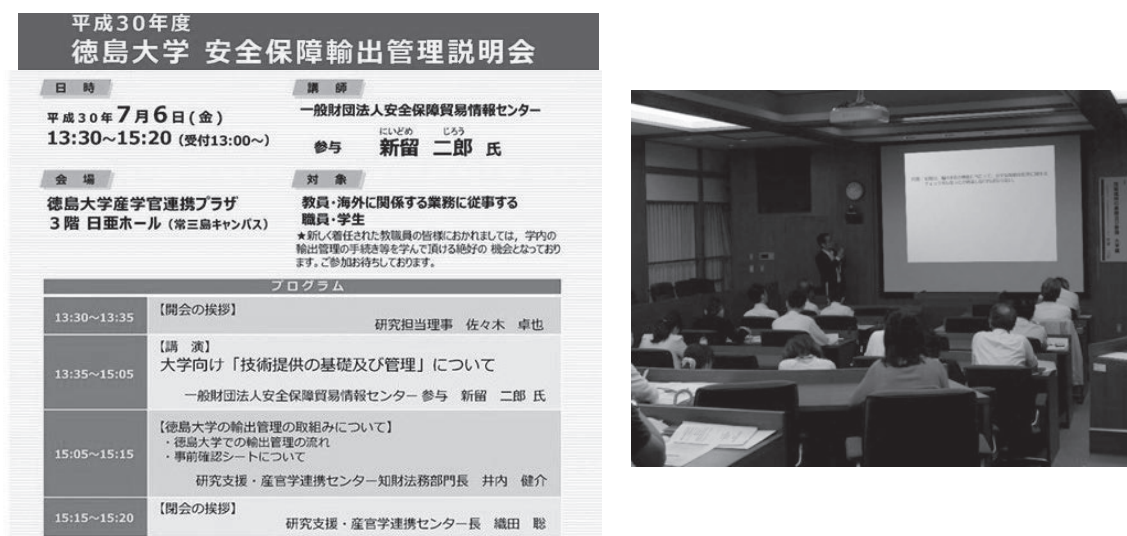 平成30年度
徳島大学 安全保障輸出管理説明会
日 時
平成30年7月6日(金)
13:30~15:20 (受付13:00~)
講 師
一般財団法人安全保障貿易情報センター
にいどめ じろう
参与 新留 二郎 氏
会 場
徳島大学産学官連携プラザ
3階 日亜ホール (常三島キャンパス)
対 象
教員・海外に関係する業務に従事する
職員・学生
★新しく着任された教職員の皆様におかれましては, 学内の
輸出管理の手続き等を学んで頂ける絶好の 機会となっており
ます。ご参加お待ちしております。
プログラム
13:30~13:35
【開会の挨拶】
研究担当理事 佐々木 卓也
13:35~15:05
【講 演】
大学向け「技術提供の基礎及び管理」について
一般財団法人安全保障貿易情報センター 参与 新留 二郎 氏
15:05~15:15
【徳島大学の輸出管理の取組みについて】
・徳島大学での輸出管理の流れ
・事前確認シートについて
研究支援・産官学連携センター知財法務部門長 井内 健介
15:15~15:20
【閉会の挨拶】
研究支援・産官学連携センター長 織田 聡